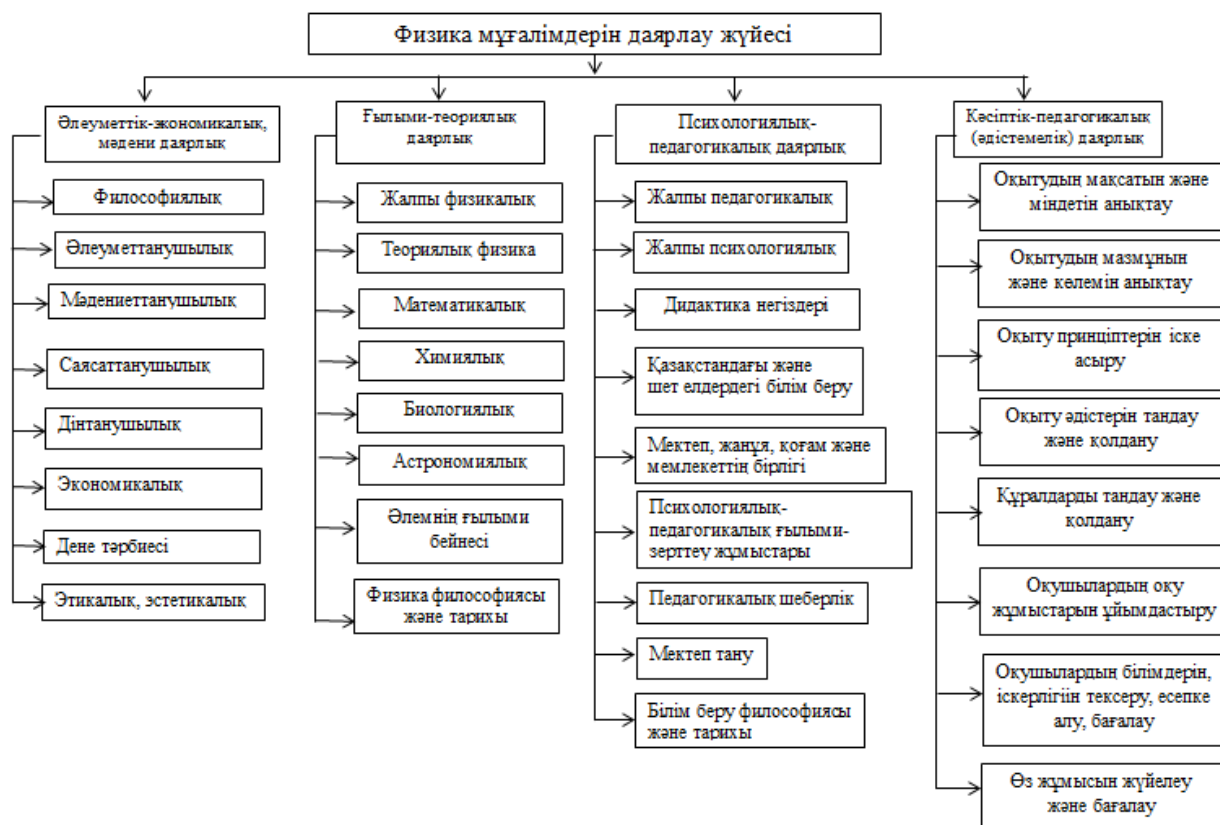 Физика мұғалімдерін даярлау жүйесі
Әлеуметтік-экономикалық,
мәдени даярлық
Философиялық
Әлеуметтанушылық
Мәдениеттанушылық
Саясаттанушылық
Дінтанушылық
Экономикалық
Дене тәрбиесі
Этикалық, эстетикалық
Ғылыми-теориялық
даярлық
Жалпы физикалық
Теориялық физика
Математикалық
Химиялық
Биологиялық
Астрономиялық
Әлемнің ғылыми
бейнесі
Физика философиясы
және тарихы
Психологиялық-
педагогикалық даярлық
Жалпы педагогикалық
Жалпы психологиялық
Дидактика негіздері
Қазақстандағы және
шет елдердегі білім беру
Мектеп, жанұя, қоғам және
мемлекеттің бірлігі
Психологиялық-
педагогикалық ғылыми-
зерттеу жұмыстары
Педагогикалық шеберлік
Мектеп тану
Білім беру философиясы
және тарихы
Кәсіптік-педагогикалық
(әдістемелік) даярлық
Оқытудың мақсатын және
міндетін анықтау
Оқытудың мазмұнын
және көлемін анықтау
Оқыту принціптерін іске
асыру
Оқыту әдістерін таңдау
және қолдану
Құралдарды таңдау және
қолдану
Оқушылардың оқу
жұмыстарын ұйымдастыру
Оқушылардың білімдерін,
іскерлігіін тексеру, есепке
алу, бағалау
Өз жұмысын жүйелеу
және бағалау